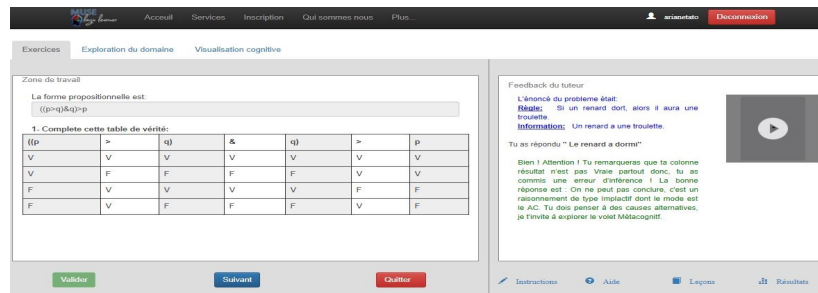 MUSE
Logic learner
Acceuil Services Inscription Qui sommes nous Plus...
arianetato Deconnexion
Exercices Exploration du domaine Visualisation cognitive
Zone de travail
La forme propositionnelle est:
((p>q)&q)>p
1- Complete cette table de vérité:
((p > q) & q) > p
V V V V V V V
V F F F F V V
F V V V V F F
F V F F F V F
Valider Suivant Quitter
Feedback du tuteur
L'énoncé du probleme était:
Règle: Si un renard dort, alors il aura une
troulette.
Information: Un renard a une troulette.
Tu as répondu " Le renard a dormi"
Bien ! Attention ! Tu remarqueras que ta colonne
résultat n'est pas Vraie partout donc, tu as
commis une erreur d'inférence ! La bonne
réponse est : On ne peut pas conclure, c'est un
raisonnement de type Implactif dont le mode est
le AC. Tu dois penser à des causes alternatives,
je t'invite à explorer le volet Métacognitf.
Instructions Aide Leçons Résultats